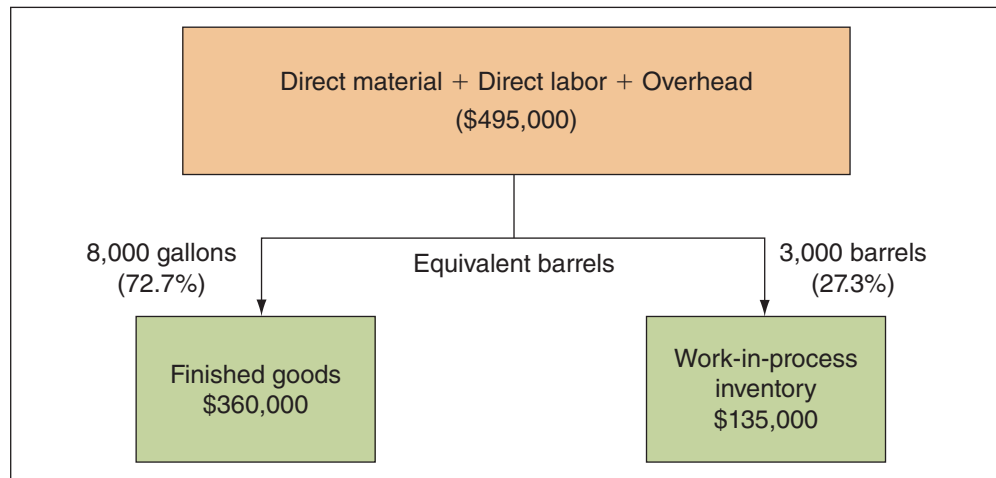 Direct material + Direct labor + Overhead
($495,000)
8,000 gallons
(72.7%)
Equivalent barrels
3,000 barrels
(27.3%)
Finished goods
$360,000
Work-in-process
inventory
$135,000